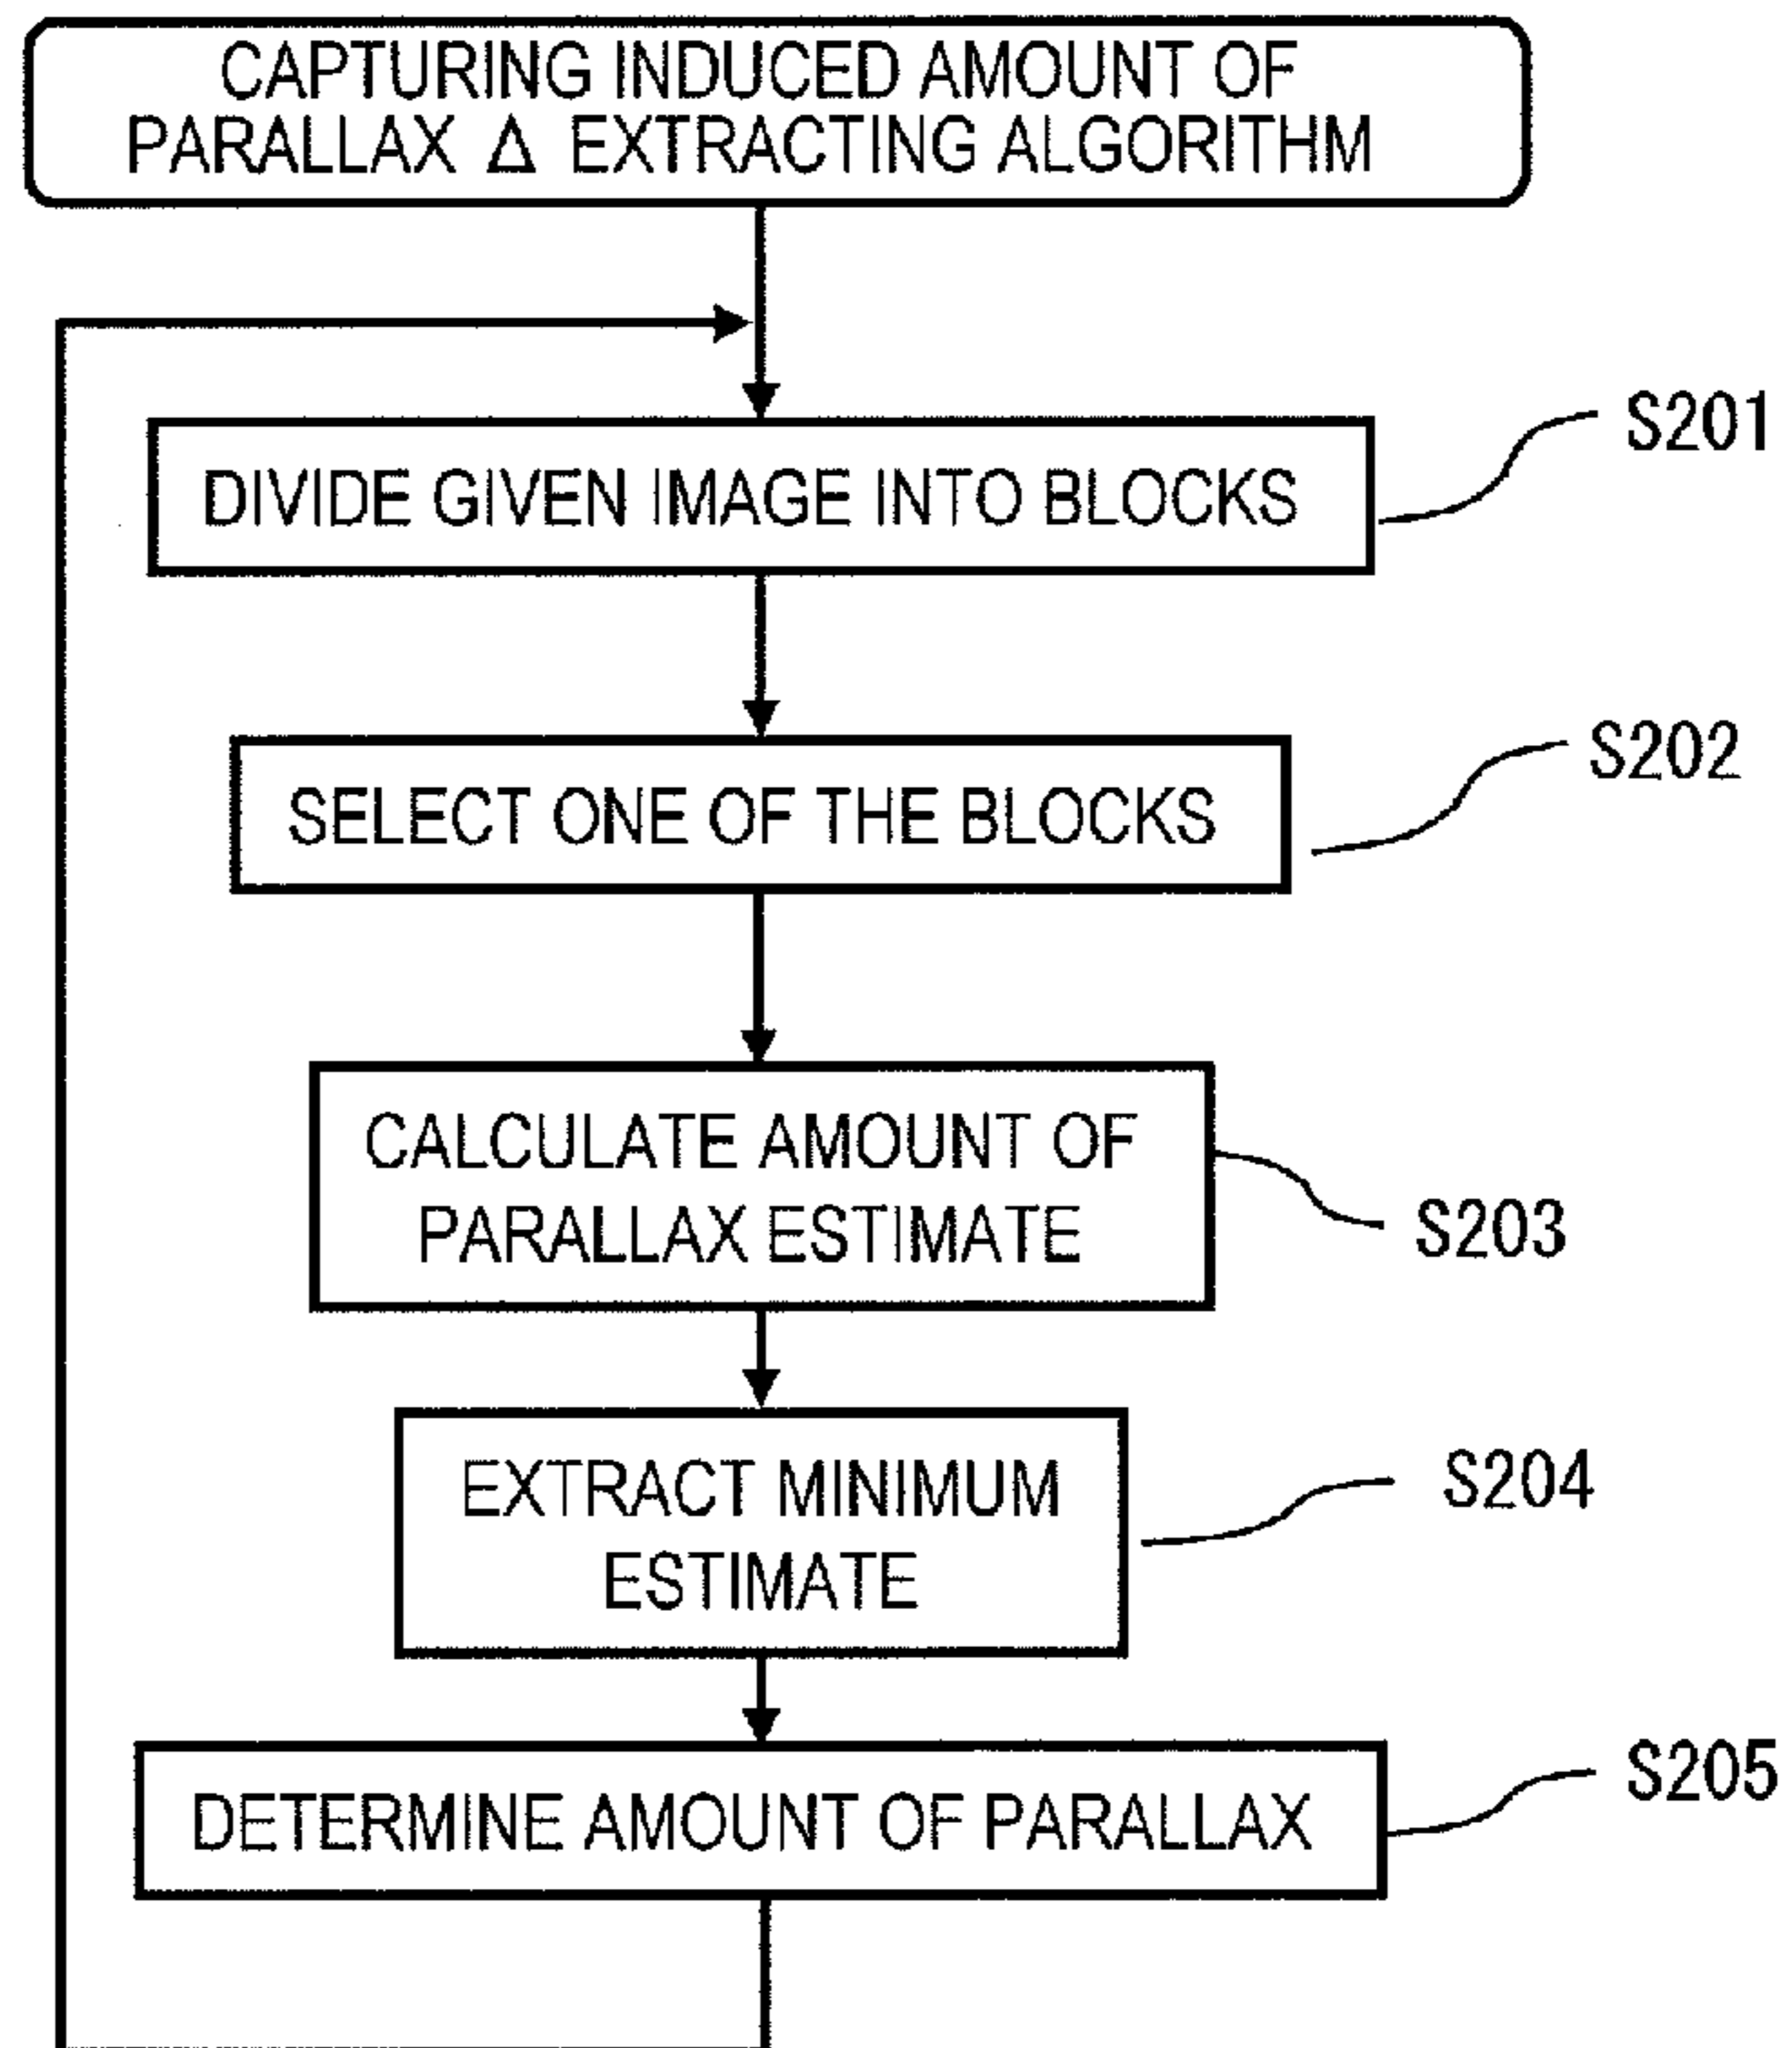 CAPTURING INDUCED AMOUNT OF
PARALLAX Δ EXTRACTING ALGORITHM
S201
DIVIDE GIVEN IMAGE INTO BLOCKS
S202
SELECT ONE OF THE BLOCKS
CALCULATE AMOUNT OF
PARALLAX ESTIMATE
S203
EXTRACT MINIMUM
ESTIMATE
S204
S205
DETERMINE AMOUNT OF PARALLAX